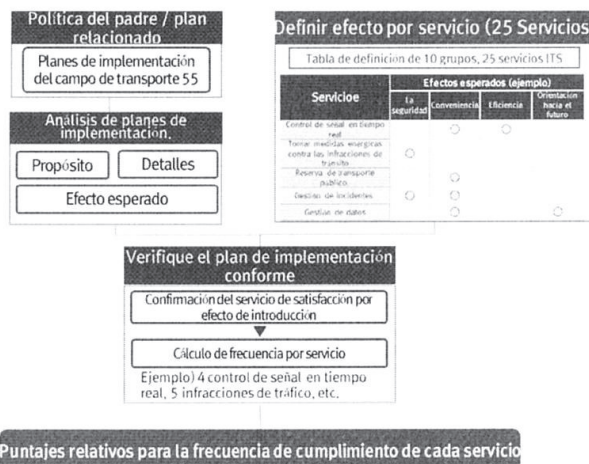 Política del padre / plan
relacionado
Planes de implementación
del campo de transporte 55
Análisis de planes de
implementación.
Propósito
Detalles
Efecto esperado
Definir efecto por servicio (25 Servicios
Tabla de definicion de 10 grupos, 25 servicios ITS
Servicioe
Efectos esperados (ejemplo)
La
seguridad
Conveniencia
Eficiencia
Orientación
hacia el
futuro
Control de señal en tiempo
real
Tomar medidas enérgicas
contra las infracciones de
tránsito
Reserva de transporte
público
Destino de incidentes
Gestión de datos
Verifique el plan de implementación
conforme
Confirmación del servicio de satisfacción por
efecto de introducción
Cálculo de frecuencia por servicio
Ejemplo) 4 control de señal en tiempo
real, 5 infracciones de tráfico, etc.
Puntajes relativos para la frecuencia de cumplimiento de cada servicio